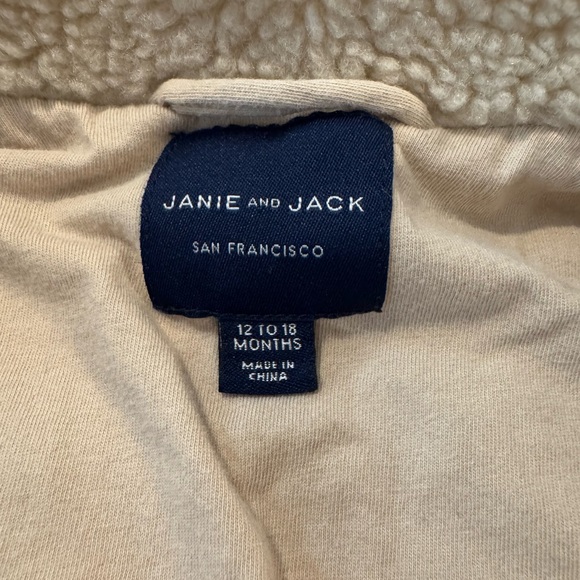 JANIE AND JACK
SAN FRANCISCO
12 TO 18
MONTHS
MADE IN
CHINA